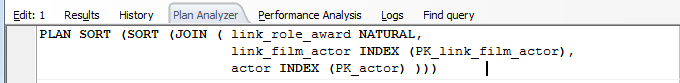 Edit: 1 Results History Plan Analyzer Performance Analysis Logs Find query
PLAN SORT (SORT (JOIN ( link_role_award NATURAL,
link_film_actor INDEX (PK_link_film_actor),
actor INDEX (PK_actor) )))